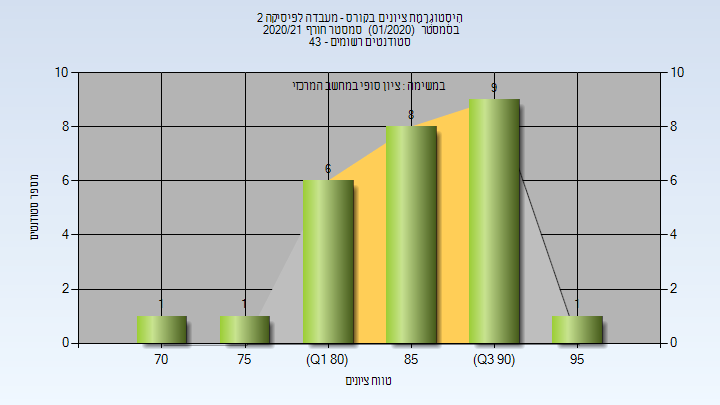 היסטוגרמת ציונים בקורס - מעבדה לפיסיקה 2
בסמסטר (01/2020) סמסטר חורף 2020/21
סטודנטים רשומים - 43
במשימה : ציון סופי במחשב המרכזי
10 10
8 8
6 6
4 4
2 2
0 0
1 1 6 8 9 1
70 75 (Q1 80) 85 (Q3 90) 95
מספר סטודנטים
טווח ציונים